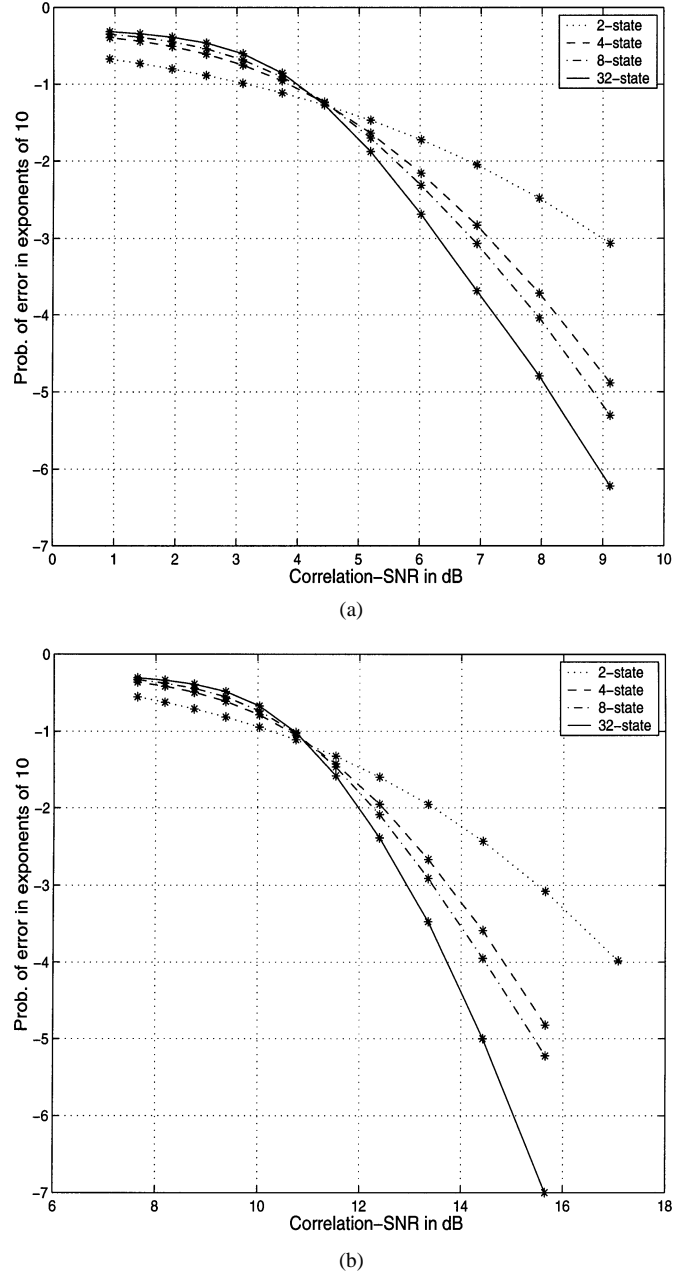 0
-1
-2
-3
-4
-5
-6
-7
Prob. of error in exponents of 10
2-state
4-state
8-state
32-state
0 1 2 3 4 5 6 7 8 9 10
Correlation-SNR in dB
(a)
0
-1
-2
-3
-4
-5
-6
-7
Prob. of error in exponents of 10
2-state
4-state
8-state
32-state
6 8 10 12 14 16 18
Correlation-SNR in dB
(b)